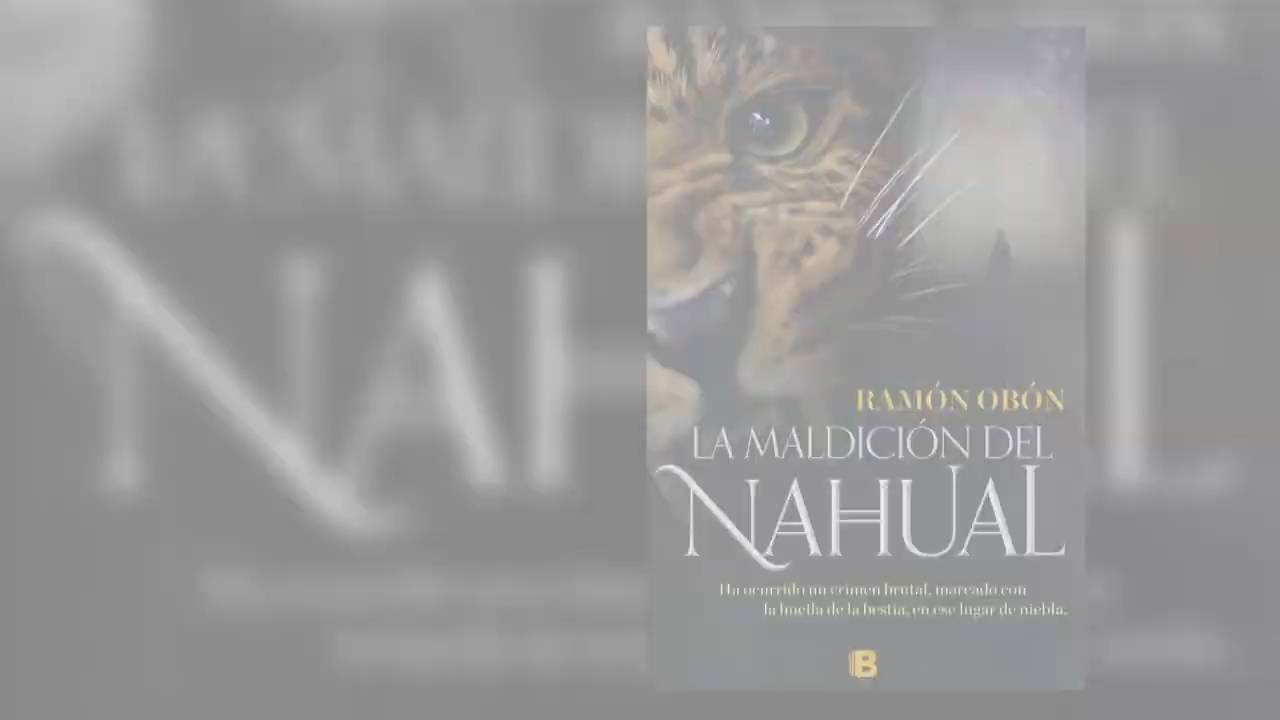 RAMÓN OBÓN
LA MALDICIÓN DEL
NAHUAL
Ha ocurrido un crimen brutal, marcado con
la huella de la bestia, en ese lugar de niebla.
B